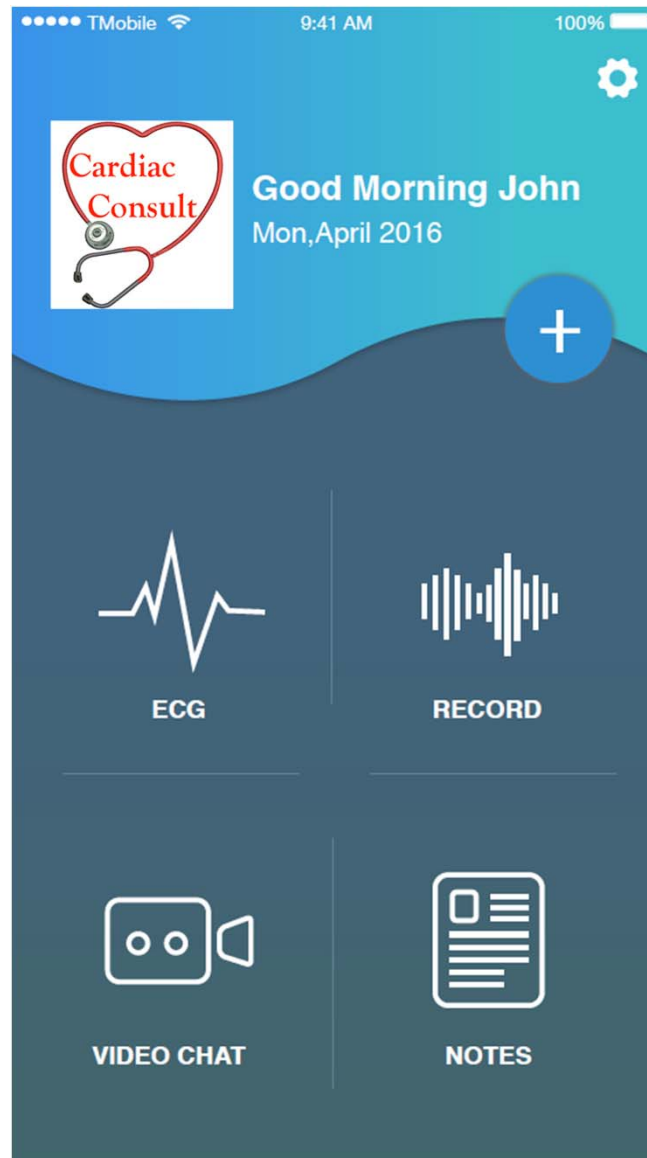 TMobile 9:41 AM 100%
Cardiac
Consult
Good Morning John
Mon,April 2016
+
ECG
RECORD
VIDEO CHAT
NOTES